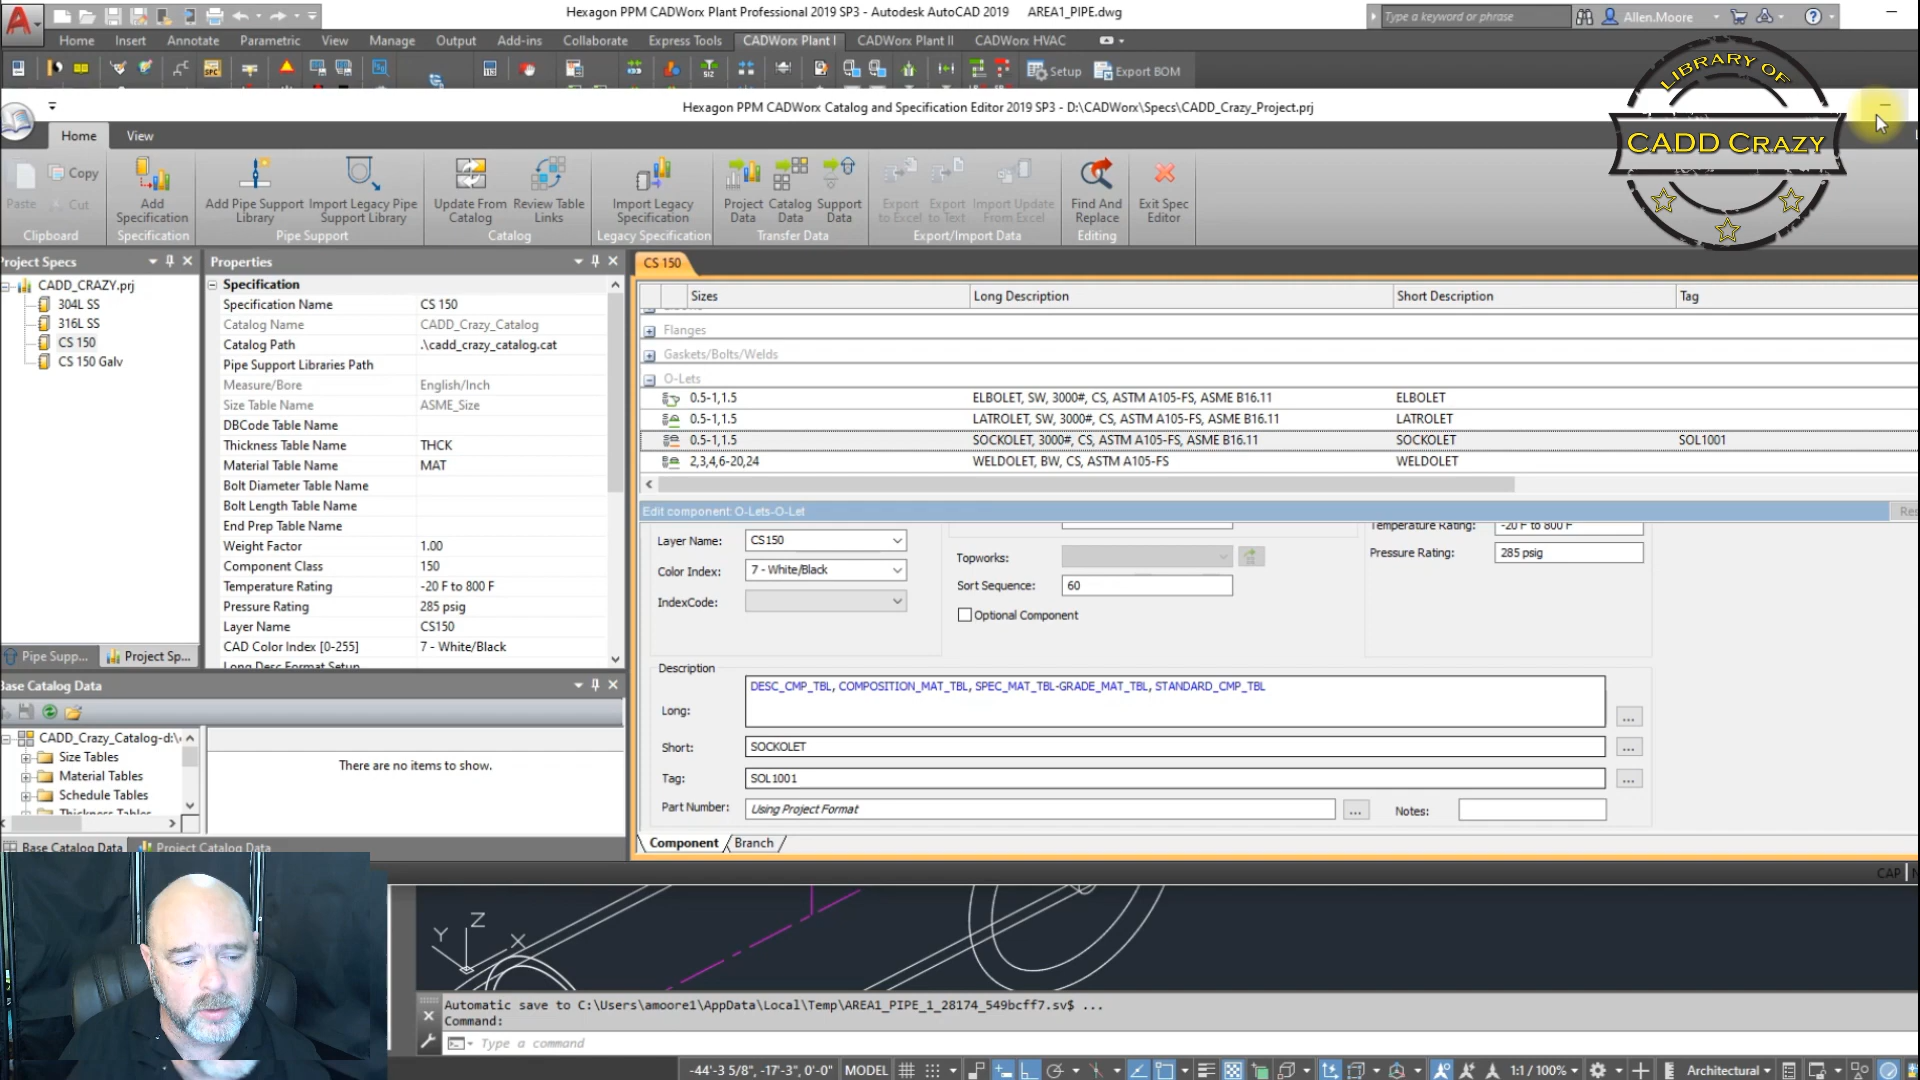 Hexagon PPM CADWorx Plant Professional 2019 SP3 - Autodesk AutoCAD 2019 AREA1_PIPE.dwg
Type a keyword or phrase
Allen.Moore
Home Insert Annotate Parametric View Manage Output Add-ins Collaborate Express Tools CADWorx Plant I CADWorx Plant II CADWorx HVAC
Setup Export BOM
LIBRARY OF
CADD CRAZY
Hexagon PPM CADWorx Catalog and Specification Editor 2019 SP3 - D:\CADWorx\Specs\CADD_Crazy_Project.prj
Home View
Paste Copy Cut
Add Specification
Add Pipe Support Library
Import Legacy Pipe Support Library
Update From Catalog
Review Table Links
Import Legacy Specification
Project Data
Catalog Data
Support Data
Export to Excel
Export to Text
Import Update From Excel
Find And Replace
Exit Spec Editor
Clipboard Specification Pipe Support Catalog Legacy Specification Transfer Data Export/Import Data Editing
Project Specs
CADD_CRAZY.prj
304L SS
316L SS
CS 150
CS 150 Galv
Pipe Supp... Project Sp...
Properties
Specification
Specification Name CS 150
Catalog Name CADD_Crazy_Catalog
Catalog Path .\cadd_crazy_catalog.cat
Pipe Support Libraries Path
Measure/Bore English/Inch
Size Table Name ASME_Size
DBCode Table Name
Thickness Table Name THCK
Material Table Name MAT
Bolt Diameter Table Name
Bolt Length Table Name
End Prep Table Name
Weight Factor 1.00
Component Class 150
Temperature Rating -20 F to 800 F
Pressure Rating 285 psig
Layer Name CS150
CAD Color Index [0-255] 7 - White/Black
Long Desc Format Setup
Base Catalog Data
CADD_Crazy_Catalog-d:\
Size Tables
Material Tables
Schedule Tables
Thickness Tables
There are no items to show.
Base Catalog Data Project Catalog Data
CS 150
Sizes Long Description Short Description Tag
Flanges
Gaskets/Bolts/Welds
O-Lets
0.5-1,1.5 ELBOLET, SW, 3000#, CS, ASTM A105-FS, ASME B16.11 ELBOLET
0.5-1,1.5 LATROLET, SW, 3000#, CS, ASTM A105-FS, ASME B16.11 LATROLET
0.5-1,1.5 SOCKOLET, 3000#, CS, ASTM A105-FS, ASME B16.11 SOCKOLET SOL1001
2,3,4,6-20,24 WELDOLET, BW, CS, ASTM A105-FS WELDOLET
Edit component: O-Lets-O-Let
Layer Name: CS150
Color Index: 7 - White/Black
IndexCode:
Topworks:
Sort Sequence: 60
Optional Component
Temperature Rating: -20 F to 800 F
Pressure Rating: 285 psig
Description
Long: DESC_CMP_TBL, COMPOSITION_MAT_TBL, SPEC_MAT_TBL-GRADE_MAT_TBL, STANDARD_CMP_TBL
...
Short: SOCKOLET ...
Tag: SOL1001 ...
Part Number: Using Project Format ... Notes:
Component Branch
CAP
Y Z X
Automatic save to C:\Users\amoore1\AppData\Local\Temp\AREA1_PIPE_1_28174_549bcff7.sv$ ...
Command:
Type a command
-44'-3 5/8", -17'-3", 0'-0" MODEL 1:1 / 100% Architectural